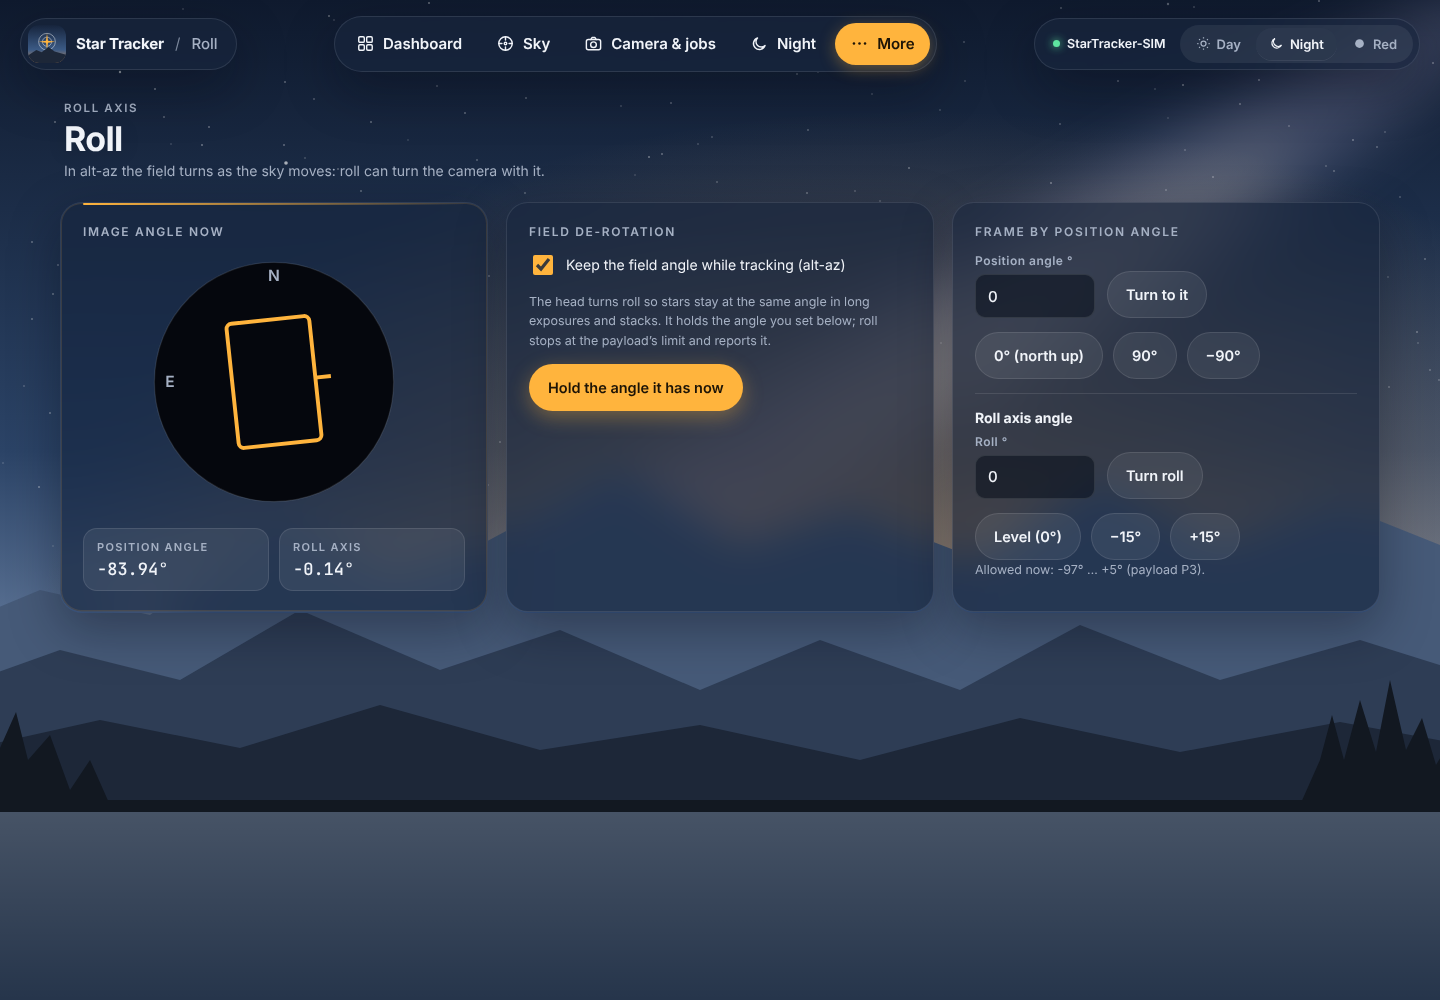 Star Tracker / Roll
Dashboard
Sky
Camera & jobs
Night
More
StarTracker-SIM
Day
Night
Red
ROLL AXIS
Roll
In alt-az the field turns as the sky moves: roll can turn the camera with it.
IMAGE ANGLE NOW
N
E
POSITION ANGLE
-83.94°
ROLL AXIS
-0.14°
FIELD DE-ROTATION
Keep the field angle while tracking (alt-az)
The head turns roll so stars stay at the same angle in long
exposures and stacks. It holds the angle you set below; roll
stops at the payload's limit and reports it.
Hold the angle it has now
FRAME BY POSITION ANGLE
Position angle °
0
Turn to it
0° (north up)
90°
−90°
Roll axis angle
Roll °
0
Turn roll
Level (0°)
−15°
+15°
Allowed now: -97° … +5° (payload P3).